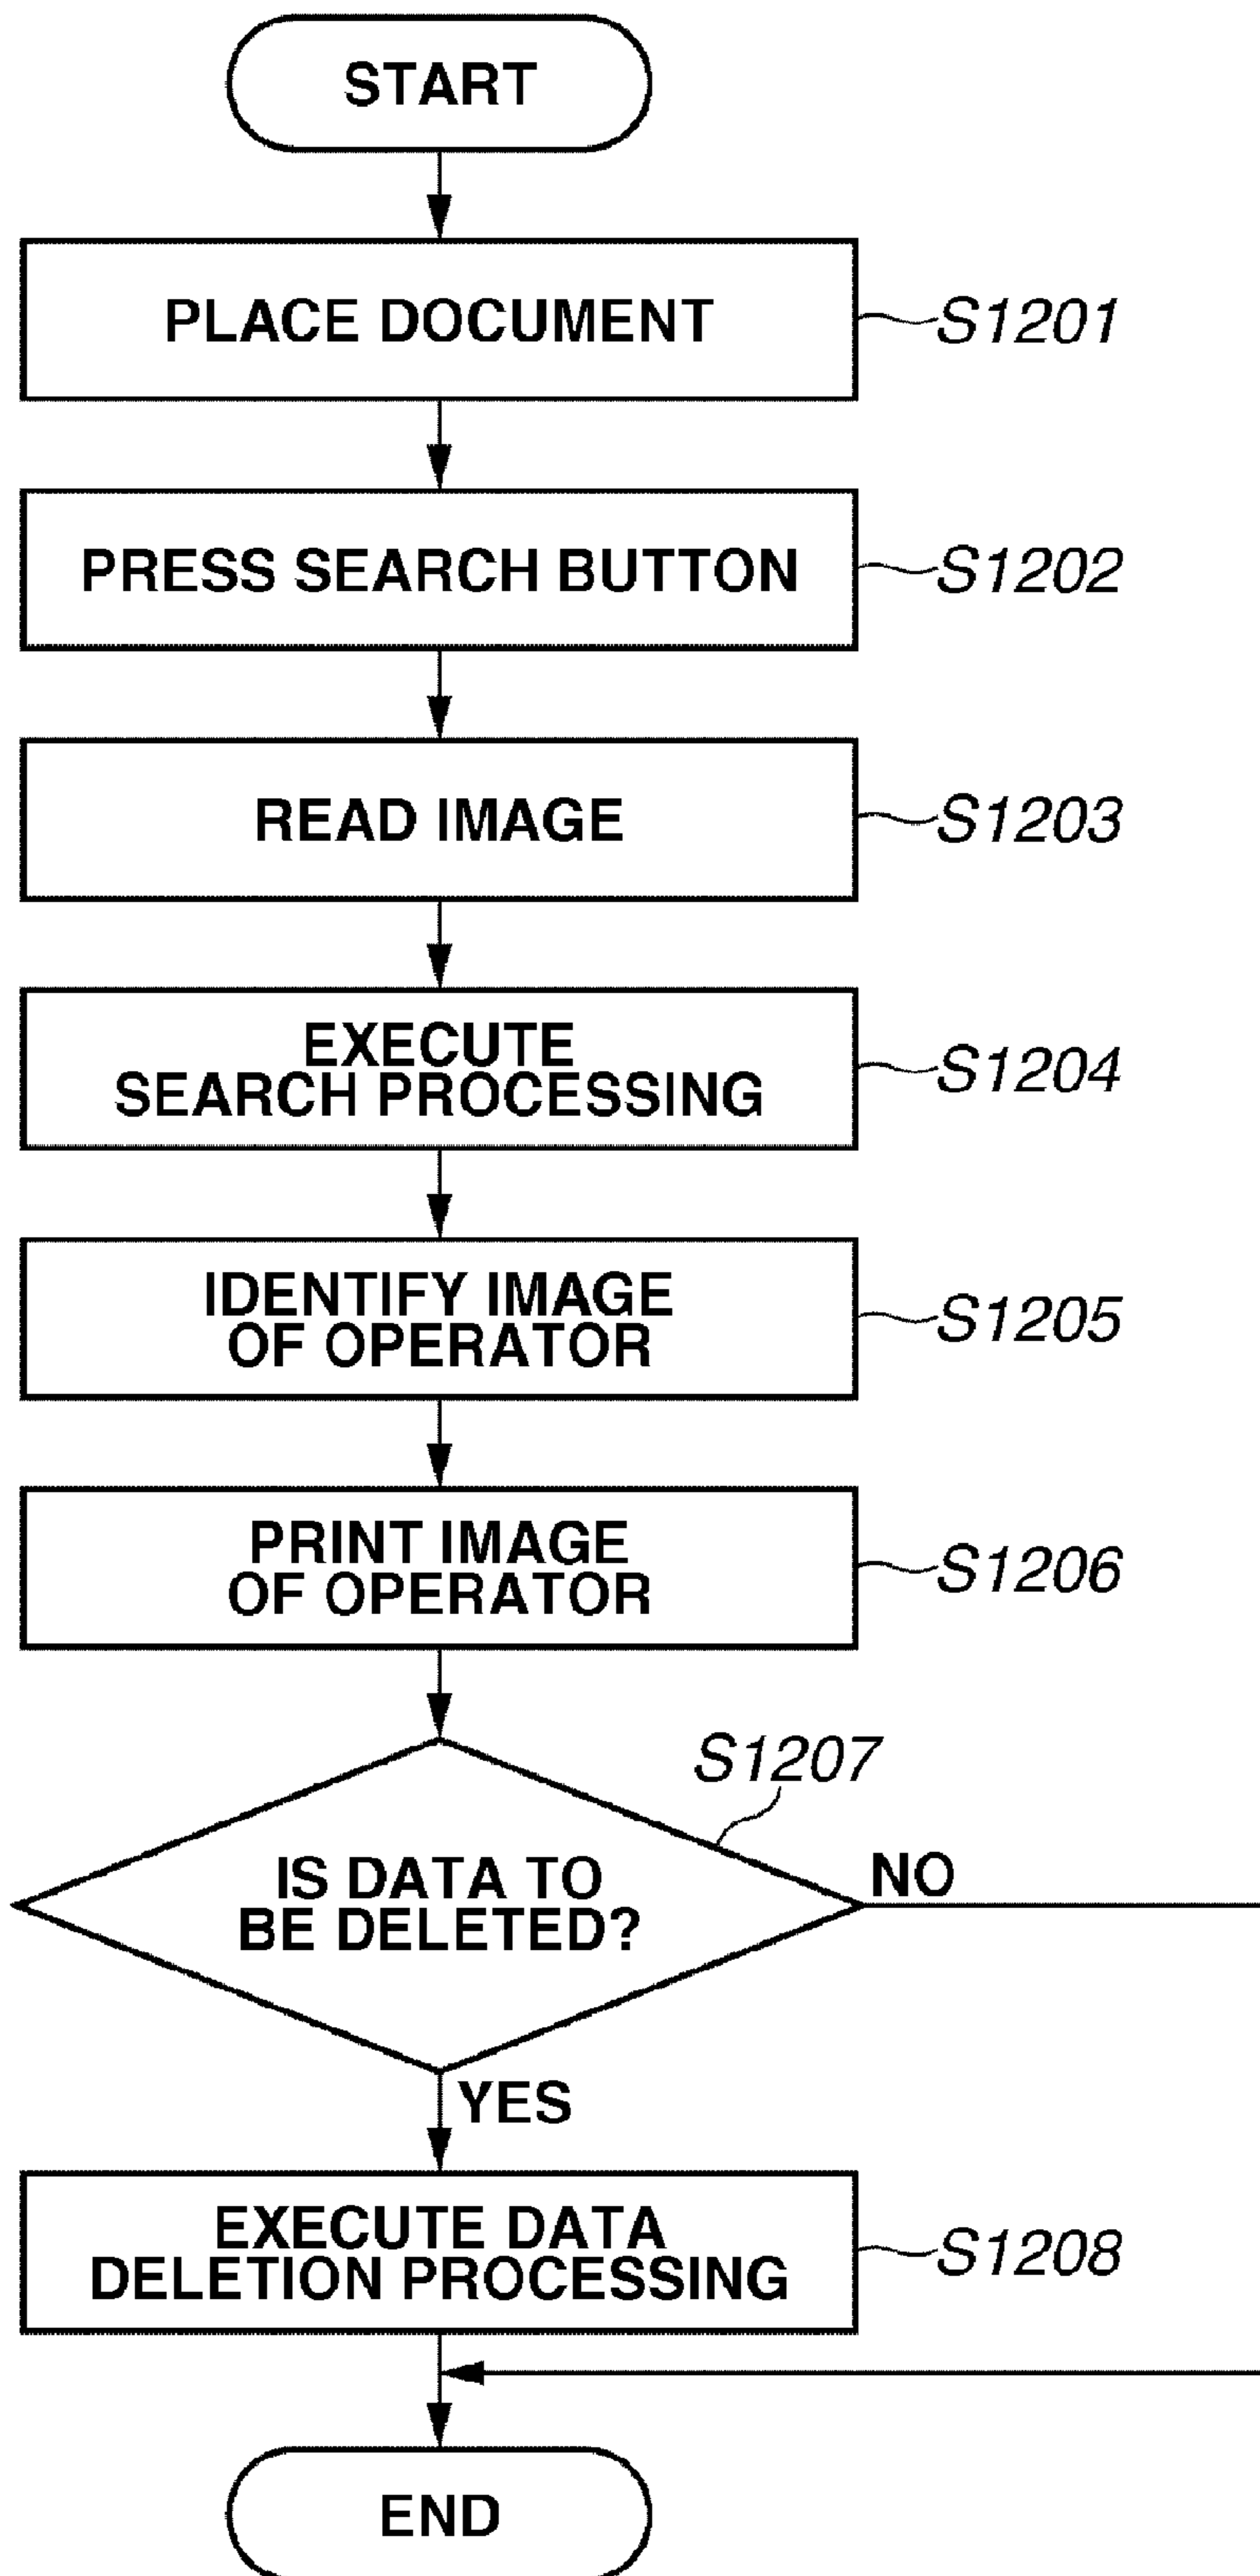 START
PLACE DOCUMENT
S1201
PRESS SEARCH BUTTON
S1202
READ IMAGE
S1203
EXECUTE
SEARCH PROCESSING
S1204
IDENTIFY IMAGE
OF OPERATOR
S1205
PRINT IMAGE
OF OPERATOR
S1206
S1207
IS DATA TO
BE DELETED?
NO
YES
EXECUTE DATA
DELETION PROCESSING
S1208
END